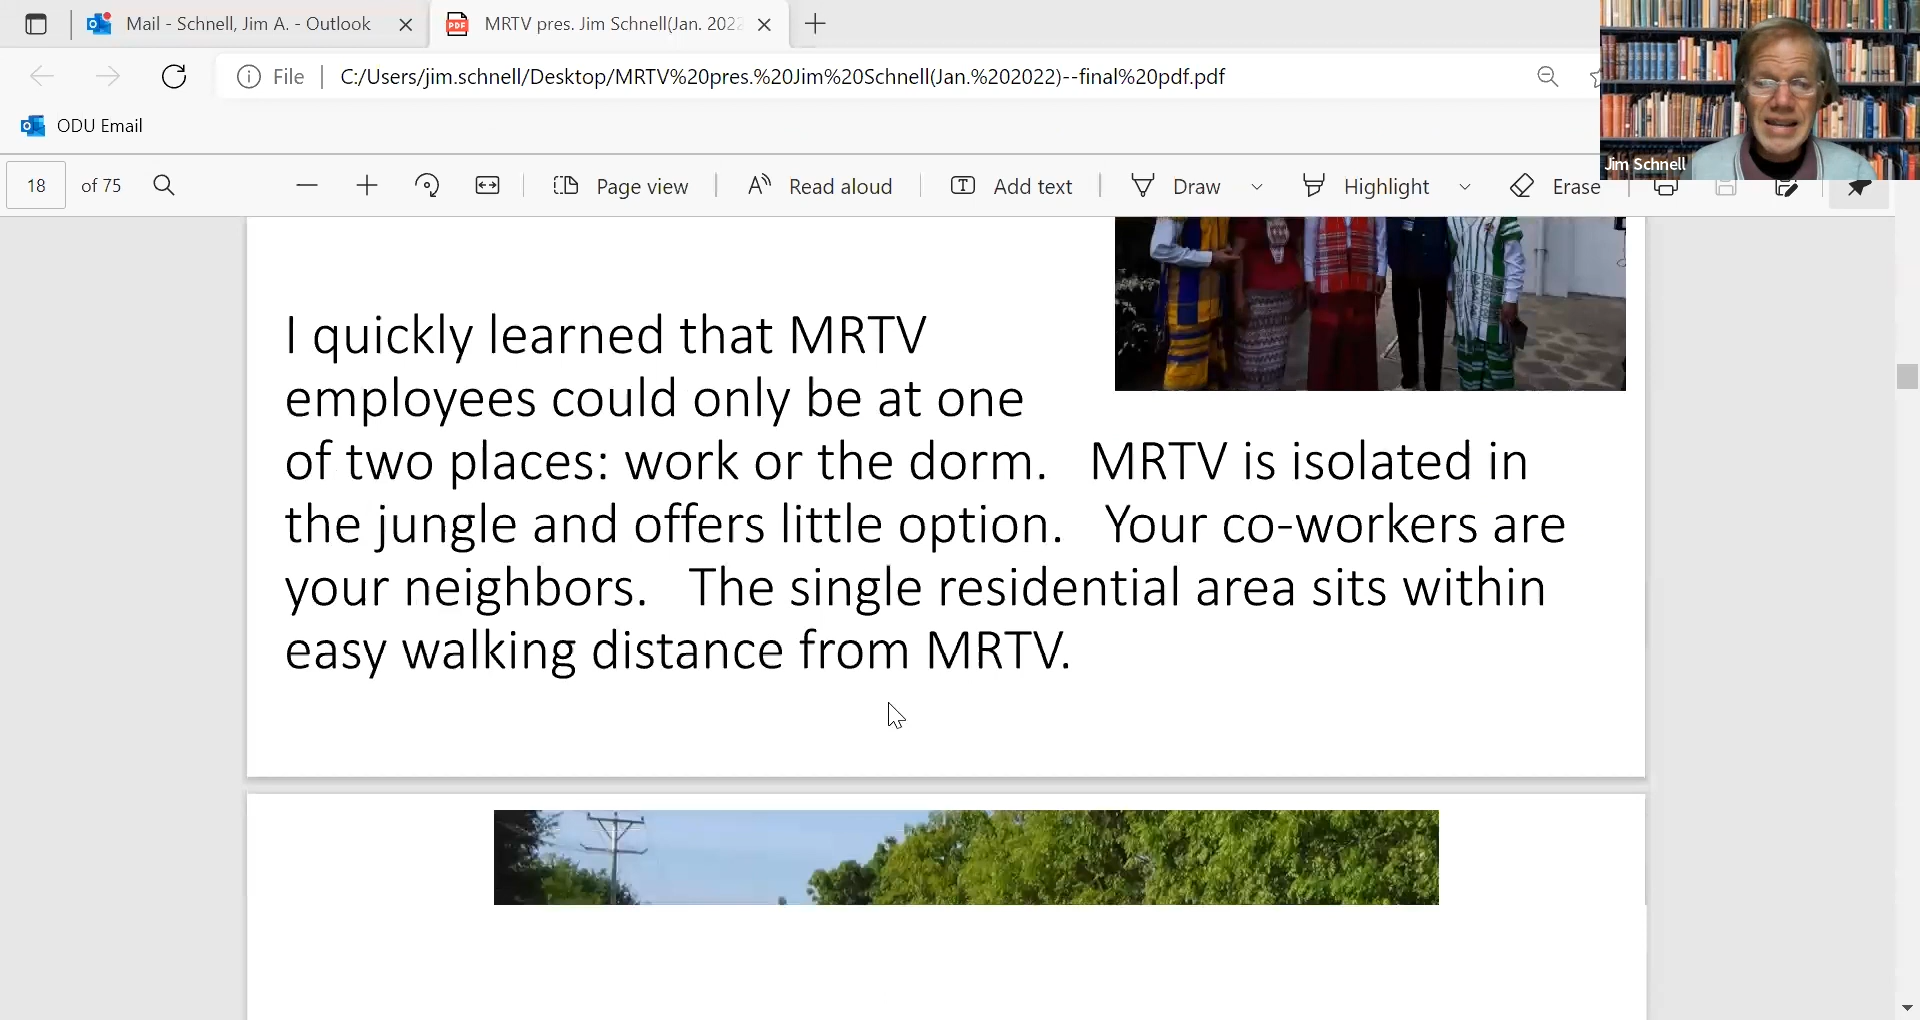 Mail - Schnell, Jim A. - Outlook
MRTV pres. Jim Schnell(Jan. 2022
File
C:/Users/jim.schnell/Desktop/MRTV%20pres.%20Jim%20Schnell(Jan.%202022)--final%20pdf.pdf
ODU Email
Jim Schnell
18 of 75
Page view
Read aloud
Add text
Draw
Highlight
Erase
I quickly learned that MRTV
employees could only be at one
of two places: work or the dorm. MRTV is isolated in
the jungle and offers little option. Your co-workers are
your neighbors. The single residential area sits within
easy walking distance from MRTV.